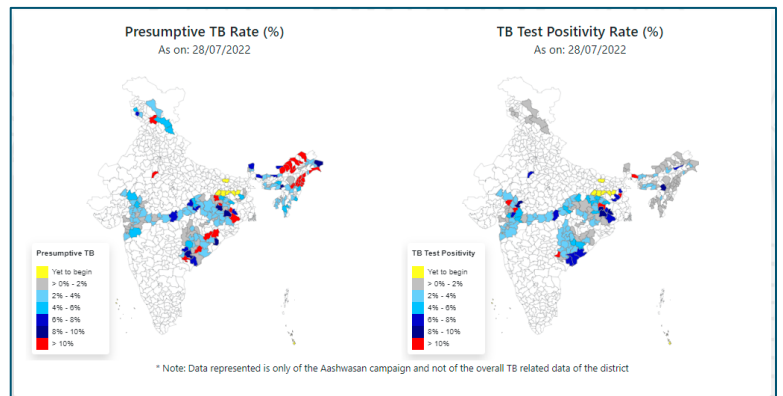 Presumptive TB Rate (%)
As on: 28/07/2022
Presumptive TB
Yet to begin
> 0% - 2%
2% - 4%
4% - 6%
6% - 8%
8% - 10%
> 10%
TB Test Positivity Rate (%)
As on: 28/07/2022
TB Test Positivity
Yet to begin
> 0% - 2%
2% - 4%
4% - 6%
6% - 8%
8% - 10%
> 10%
* Note: Data represented is only of the Aashwasan campaign and not of the overall TB related data of the district